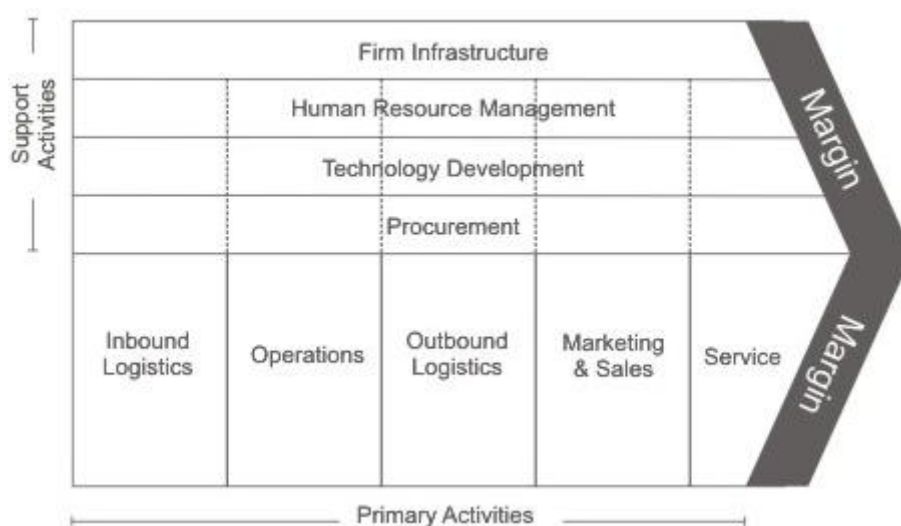 Support
Activities
Firm Infrastructure
Human Resource Management
Technology Development
Procurement
Inbound
Logistics
Operations
Outbound
Logistics
Marketing
& Sales
Service
Margin
Margin
Primary Activities